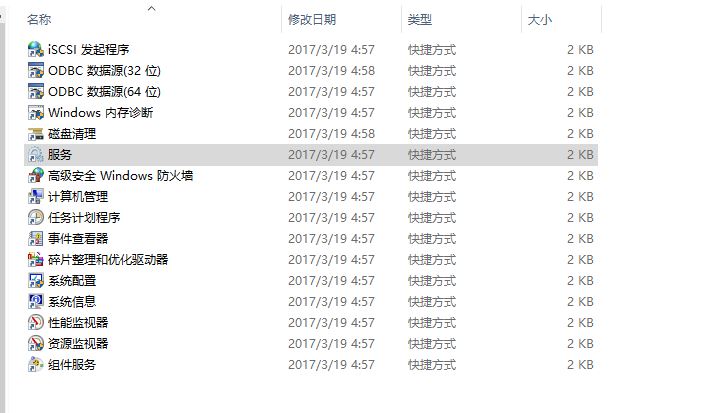 名称 修改日期 类型 大小
iSCSI 发起程序 2017/3/19 4:57 快捷方式 2 KB
ODBC 数据源(32 位) 2017/3/19 4:58 快捷方式 2 KB
ODBC 数据源(64 位) 2017/3/19 4:57 快捷方式 2 KB
Windows 内存诊断 2017/3/19 4:57 快捷方式 2 KB
磁盘清理 2017/3/19 4:58 快捷方式 2 KB
服务 2017/3/19 4:57 快捷方式 2 KB
高级安全 Windows 防火墙 2017/3/19 4:57 快捷方式 2 KB
计算机管理 2017/3/19 4:57 快捷方式 2 KB
任务计划程序 2017/3/19 4:57 快捷方式 2 KB
事件查看器 2017/3/19 4:57 快捷方式 2 KB
碎片整理和优化驱动器 2017/3/19 4:57 快捷方式 2 KB
系统配置 2017/3/19 4:57 快捷方式 2 KB
系统信息 2017/3/19 4:57 快捷方式 2 KB
性能监视器 2017/3/19 4:57 快捷方式 2 KB
资源监视器 2017/3/19 4:57 快捷方式 2 KB
组件服务 2017/3/19 4:57 快捷方式 2 KB